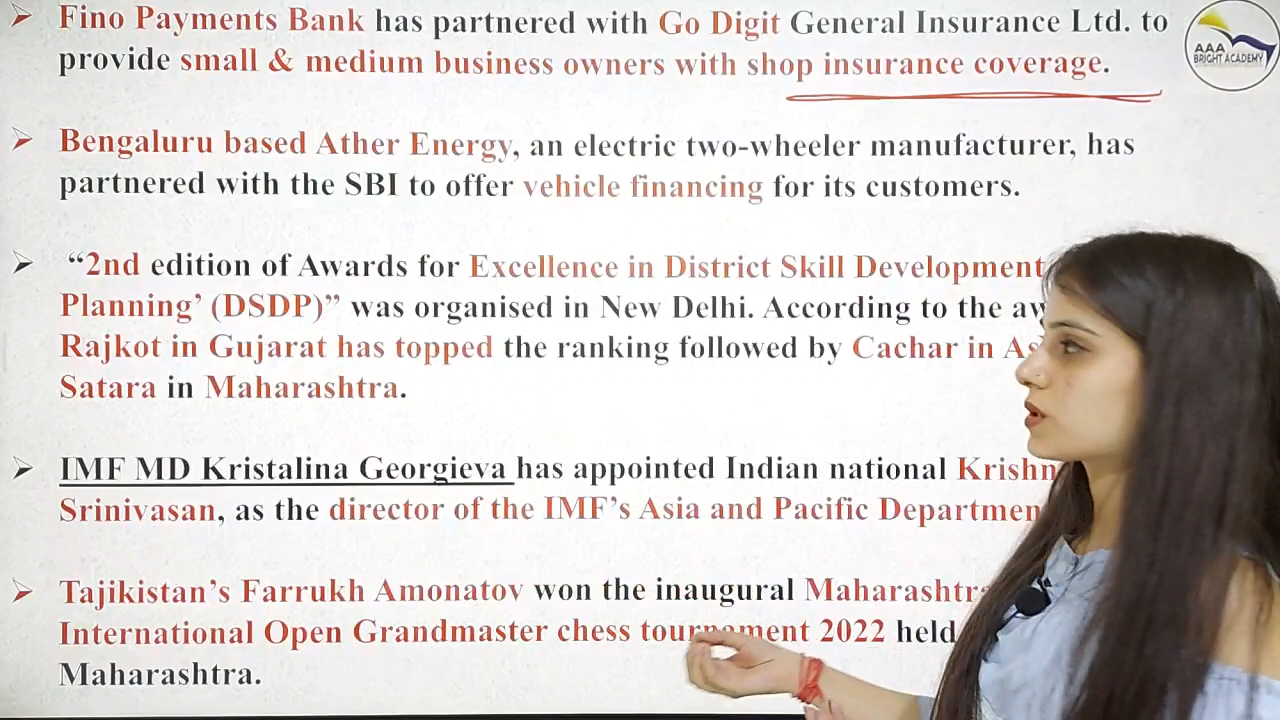 Fino Payments Bank has partnered with Go Digit General Insurance Ltd. to
provide small & medium business owners with shop insurance coverage.
AAA
BRIGHT ACADEMY
Bengaluru based Ather Energy, an electric two-wheeler manufacturer, has
partnered with the SBI to offer vehicle financing for its customers.
“2nd edition of Awards for Excellence in District Skill Development
Planning’ (DSDP)” was organised in New Delhi. According to the
Rajkot in Gujarat has topped the ranking followed by Cachar in
Satara in Maharashtra.
IMF MD Kristalina Georgieva has appointed Indian national
Srinivasan, as the director of the IMF’s Asia and Pacific
Tajikistan’s Farrukh Amonatov won the inaugural
International Open Grandmaster chess tournament 2022 held
Maharashtra.